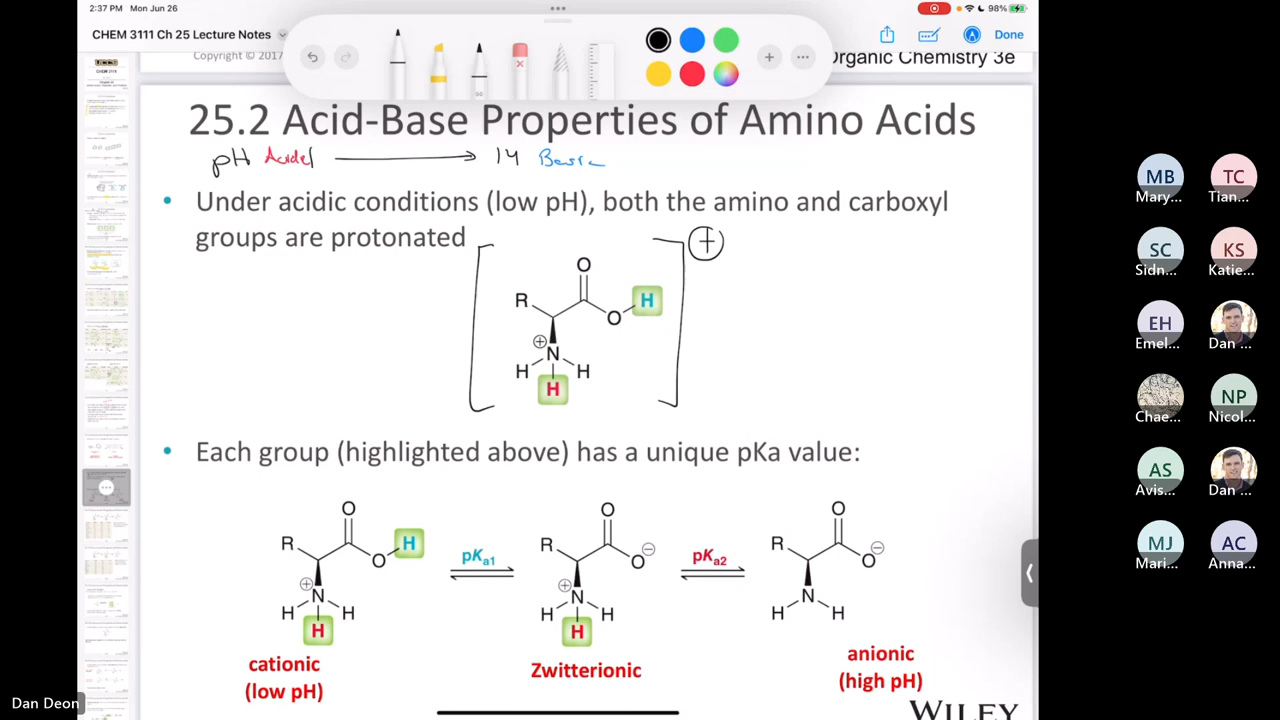 2:37 PM Mon Jun 26
98%
CHEM 3111 Ch 25 Lecture Notes
Done
Copyright © 2017
Organic Chemistry 3e
25.2 Acid-Base Properties of Amino Acids
pH Acidel → 14
• Under acidic conditions (low pH), both the amino and carboxyl
groups are protonated
⊕
O
R
O H
⊕
N
H H
H
• Each group (highlighted above) has a unique pKa value:
O O O
R O H pKa1 R O ⊖ pKa2 R O ⊖
⊕ N ⊕ N N
H H H H H H
H H
cationic
(low pH)
Zwitterionic
anionic
(high pH)
WILEY
MB TC
Mary... Tian...
SC KS
Sidn... Katie...
EH
Emel... Dan ...
NP
Chae... Nicol...
AS
Avis... Dan ...
MJ AC
Mari... Anna...
Dan Deon